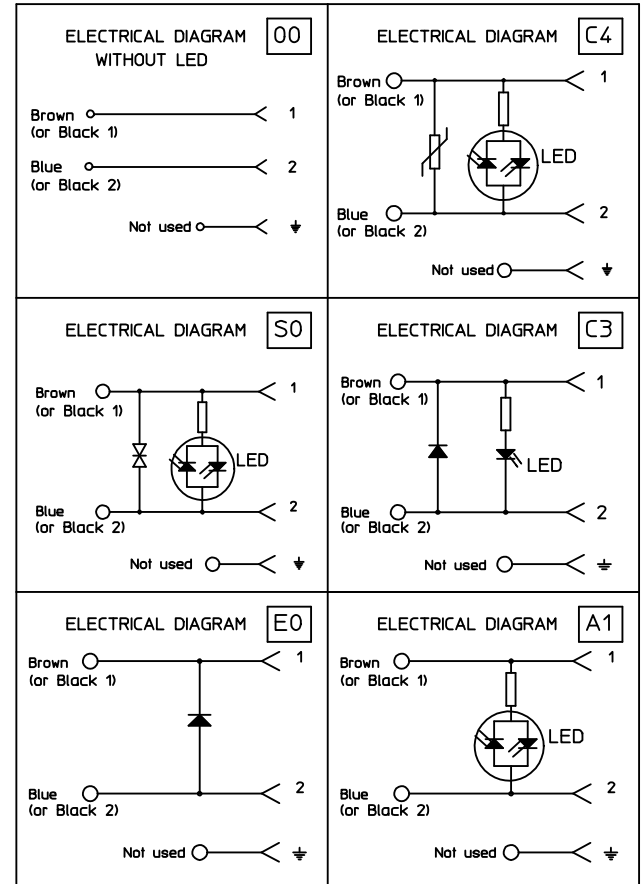 ELECTRICAL DIAGRAM 00
WITHOUT LED
Brown 1
(or Black 1)
Blue 2
(or Black 2)
Not used
ELECTRICAL DIAGRAM C4
Brown 1
(or Black 1)
LED
Blue 2
(or Black 2)
Not used
ELECTRICAL DIAGRAM S0
Brown 1
(or Black 1)
LED
Blue 2
(or Black 2)
Not used
ELECTRICAL DIAGRAM C3
Brown 1
(or Black 1)
LED
Blue 2
(or Black 2)
Not used
ELECTRICAL DIAGRAM E0
Brown 1
(or Black 1)
Blue 2
(or Black 2)
Not used
ELECTRICAL DIAGRAM A1
Brown 1
(or Black 1)
LED
Blue 2
(or Black 2)
Not used